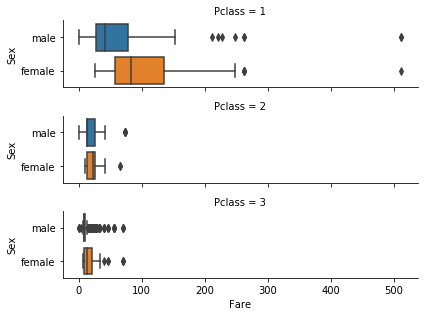 Pclass = 1
Sex
male
female
Pclass = 2
Sex
male
female
Pclass = 3
Sex
male
female
0 100 200 300 400 500
Fare